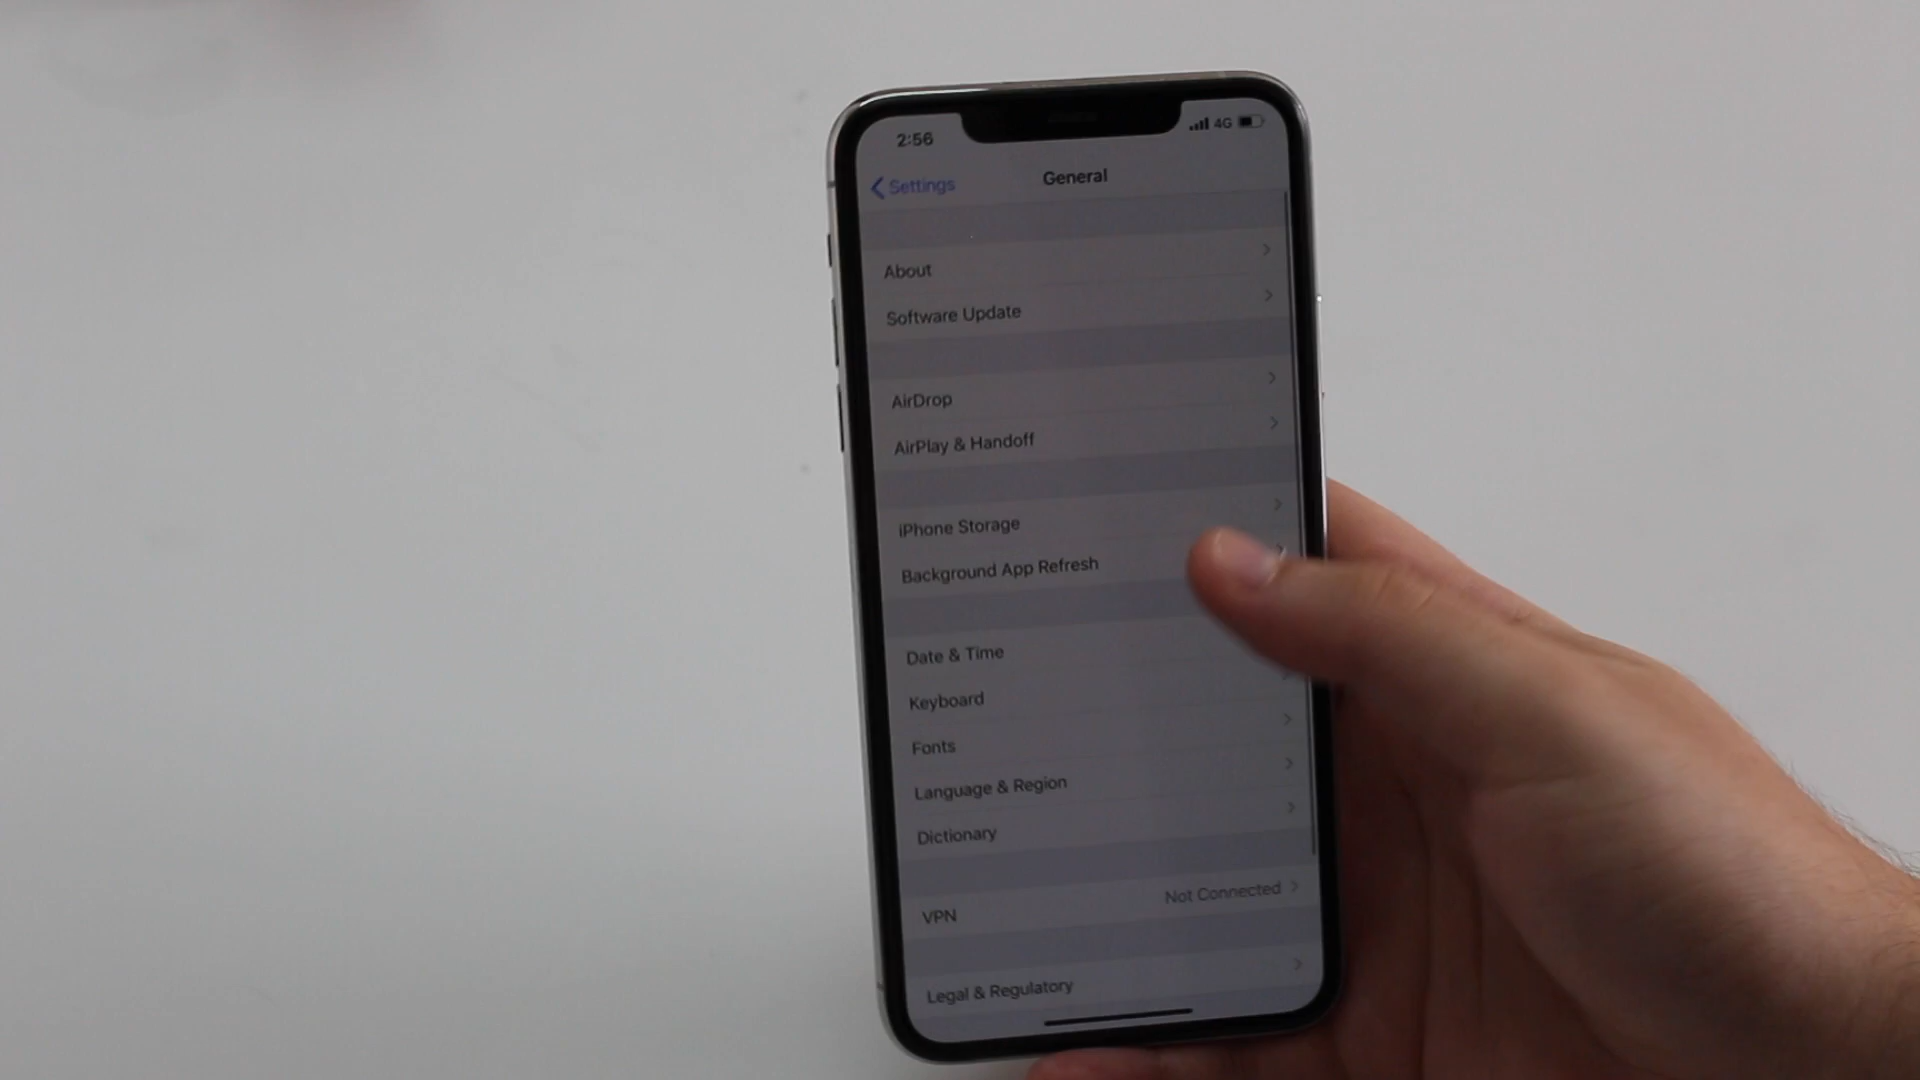 2:56
4G
Settings
General
About
Software Update
AirDrop
AirPlay & Handoff
iPhone Storage
Background App Refresh
Date & Time
Keyboard
Fonts
Language & Region
Dictionary
VPN Not Connected
Legal & Regulatory